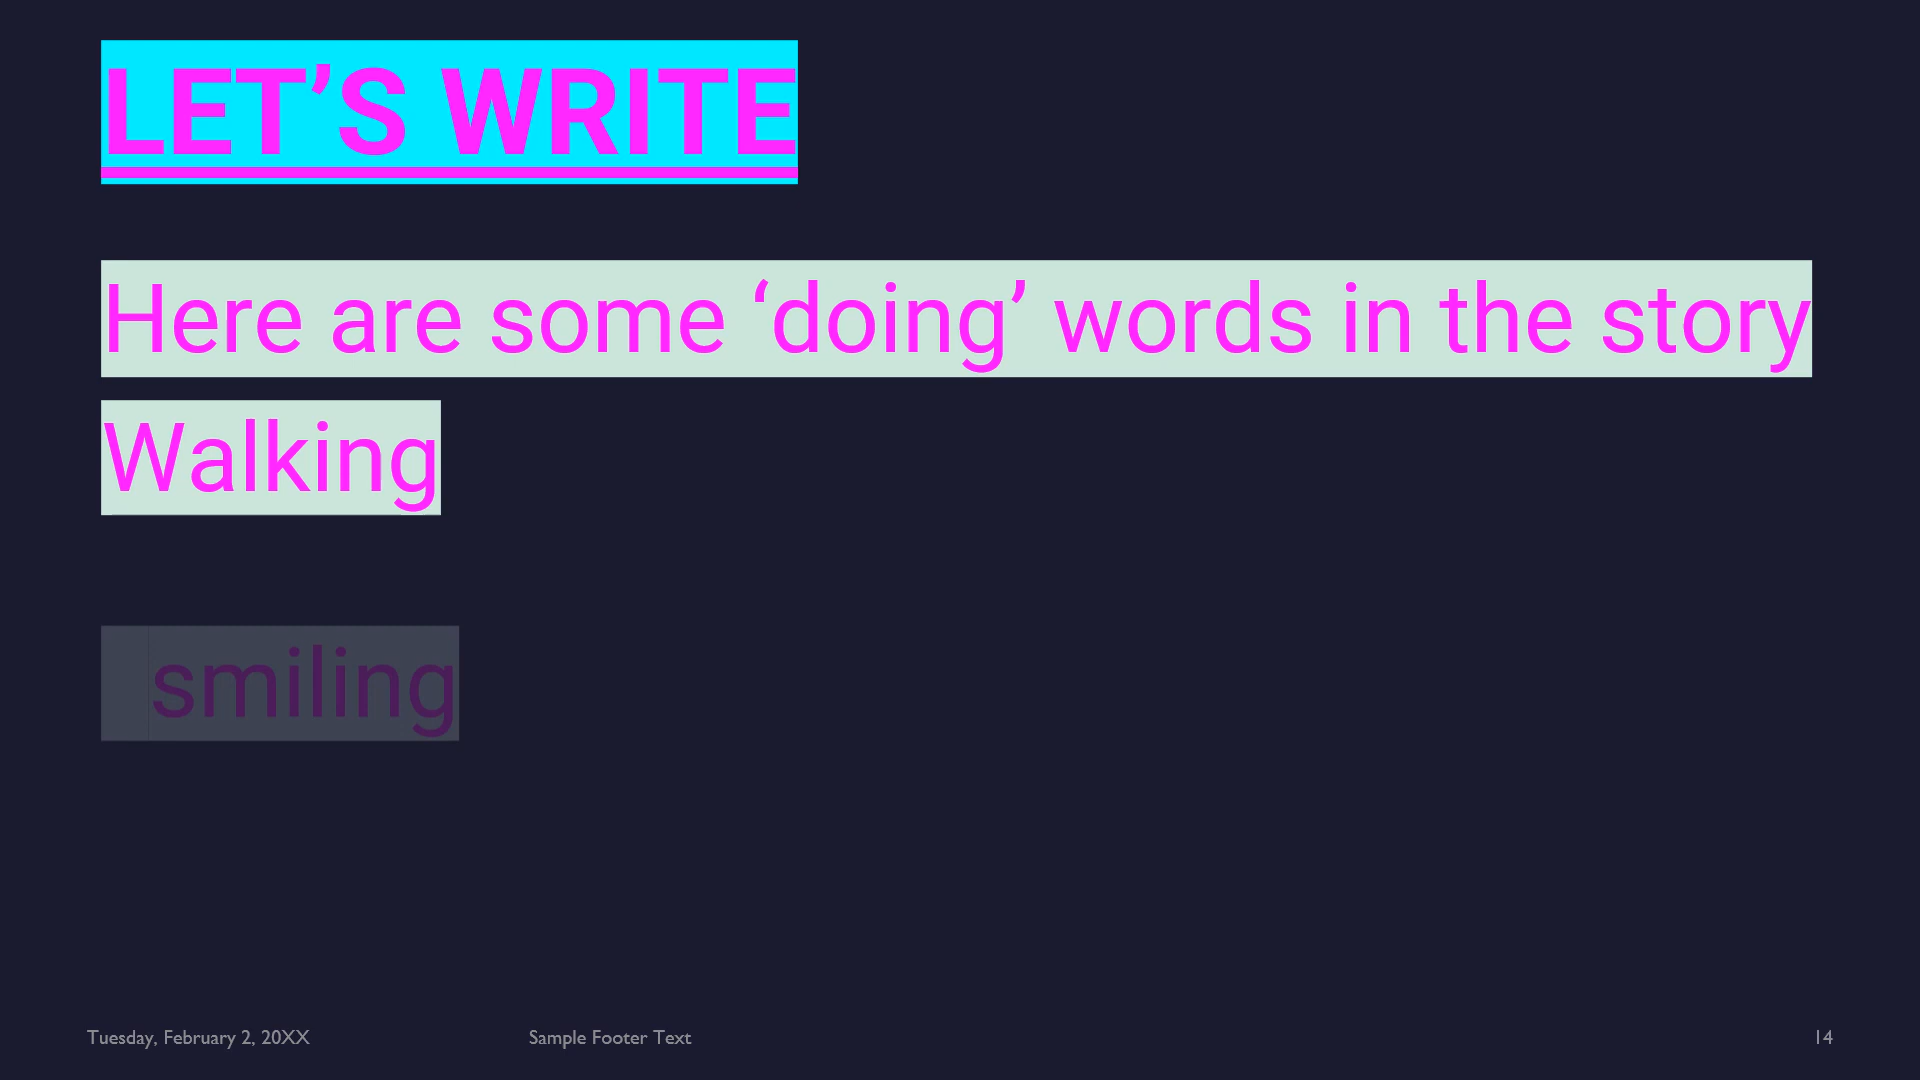 LET’S WRITE
Here are some ‘doing’ words in the story
Walking
smiling
Tuesday, February 2, 20XX
Sample Footer Text
14